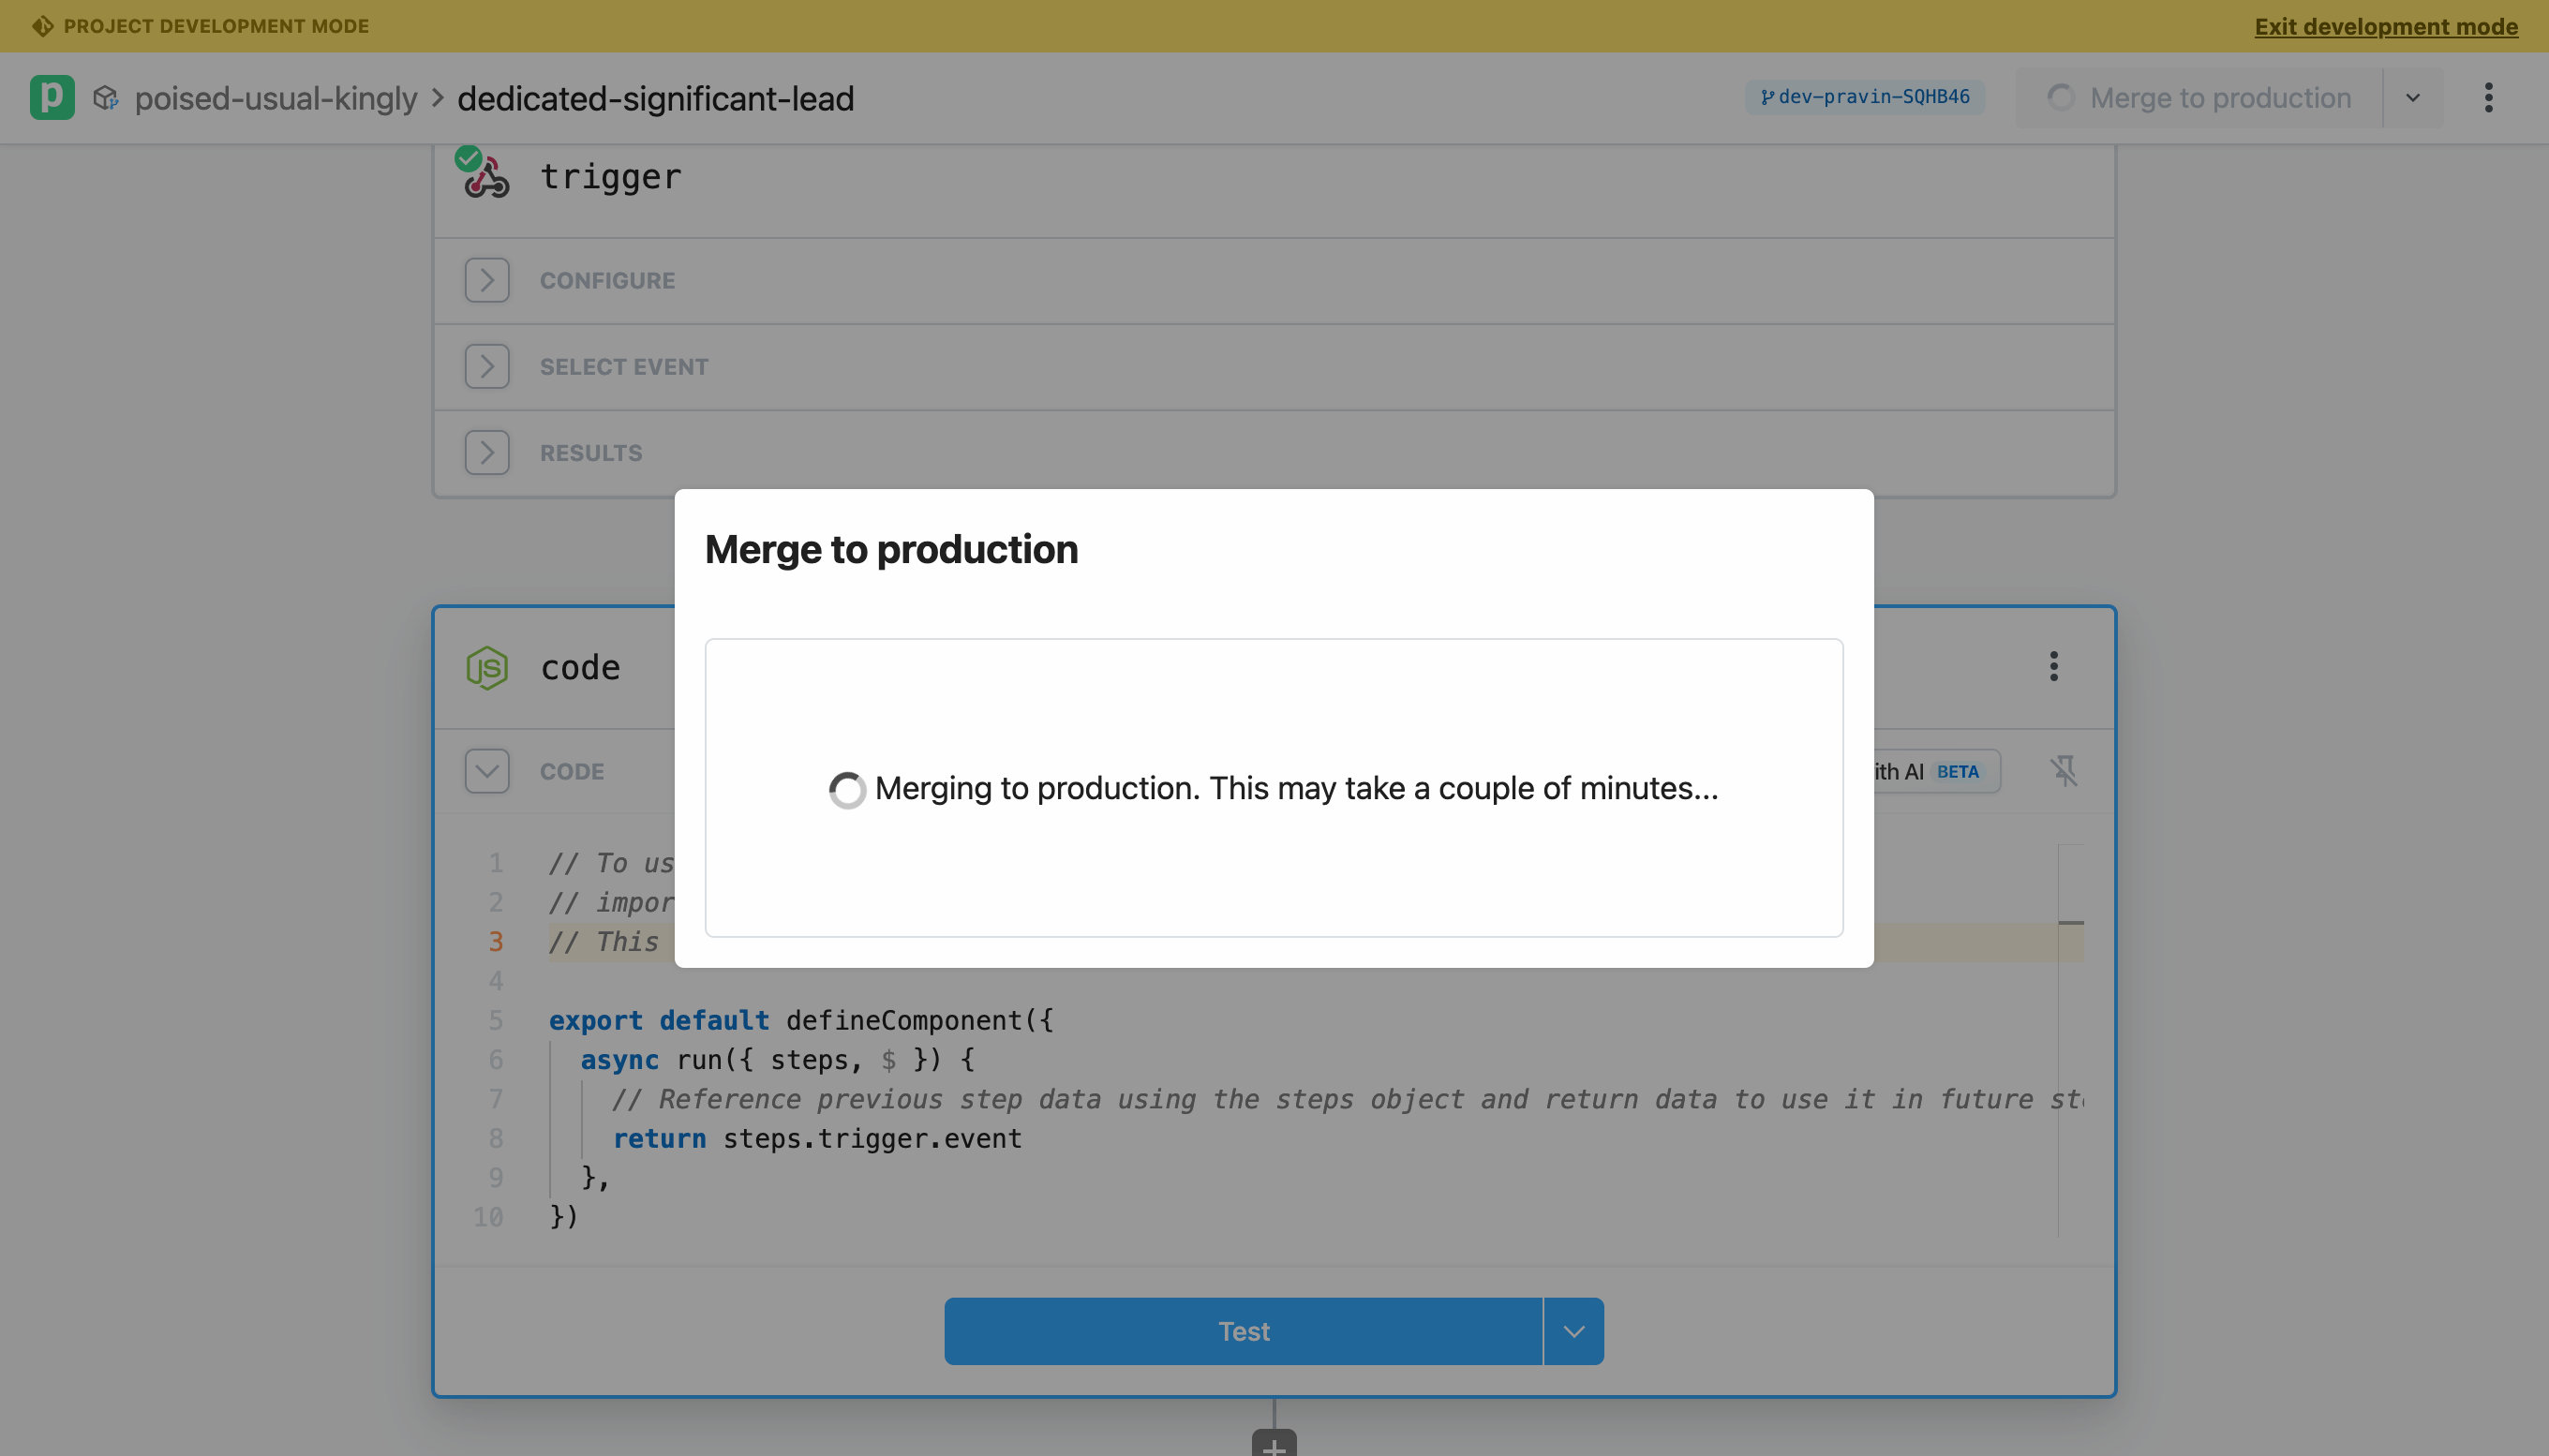 PROJECT DEVELOPMENT MODE
Exit development mode
p
poised-usual-kingly > dedicated-significant-lead
dev-pravin-SQHB46
Merge to production
trigger
CONFIGURE
SELECT EVENT
RESULTS
Merge to production
Merging to production. This may take a couple of minutes...
JS
code
CODE
ith AI BETA
1 // To us
2 // impor
3 // This
4
5 export default defineComponent({
6 async run({ steps, $ }) {
7 // Reference previous step data using the steps object and return data to use it in future st
8 return steps.trigger.event
9 },
10 })
Test